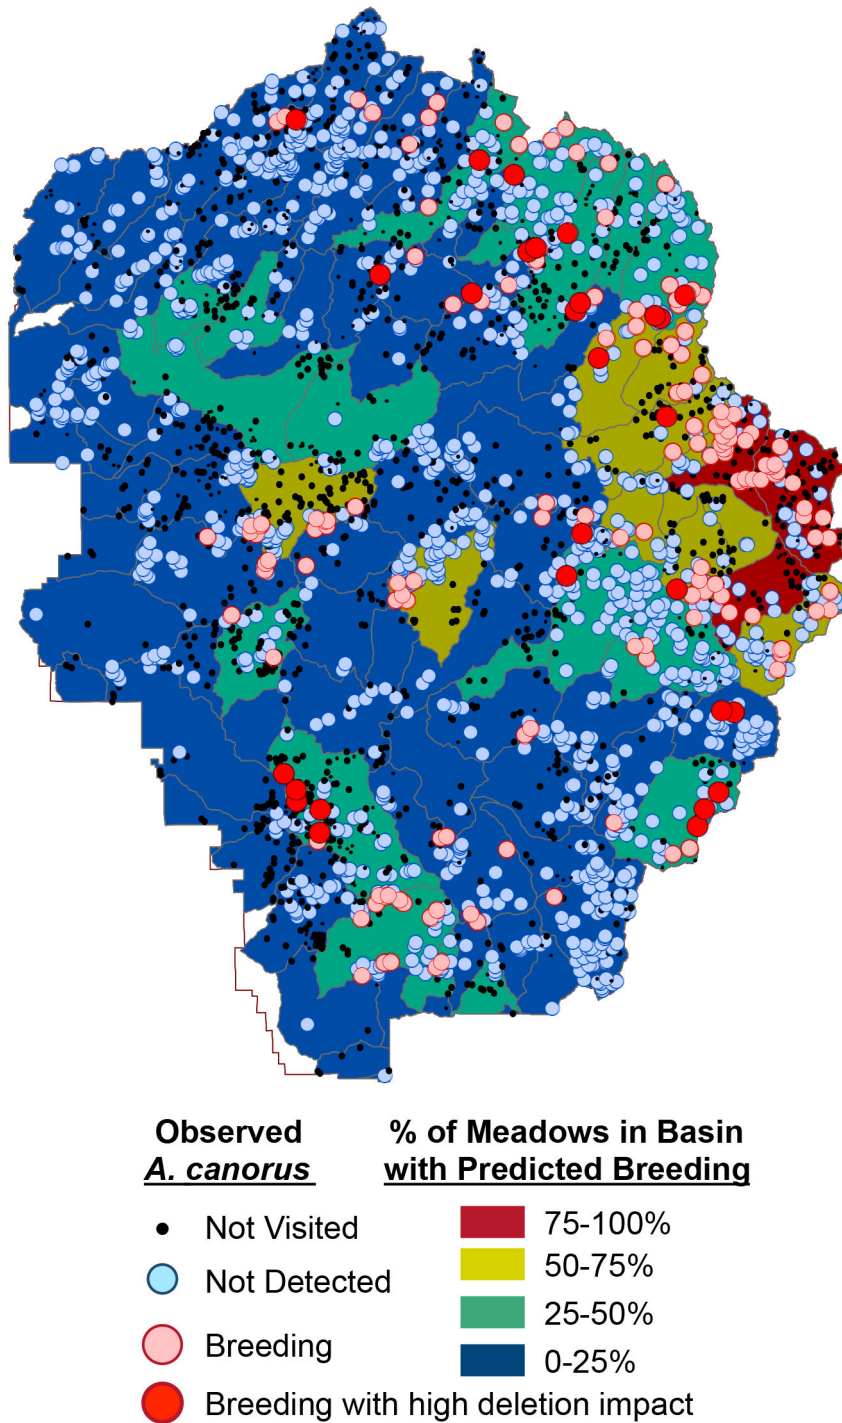 Observed
A. canorus
Not Visited
Not Detected
Breeding
Breeding with high deletion impact
% of Meadows in Basin
with Predicted Breeding
75-100%
50-75%
25-50%
0-25%